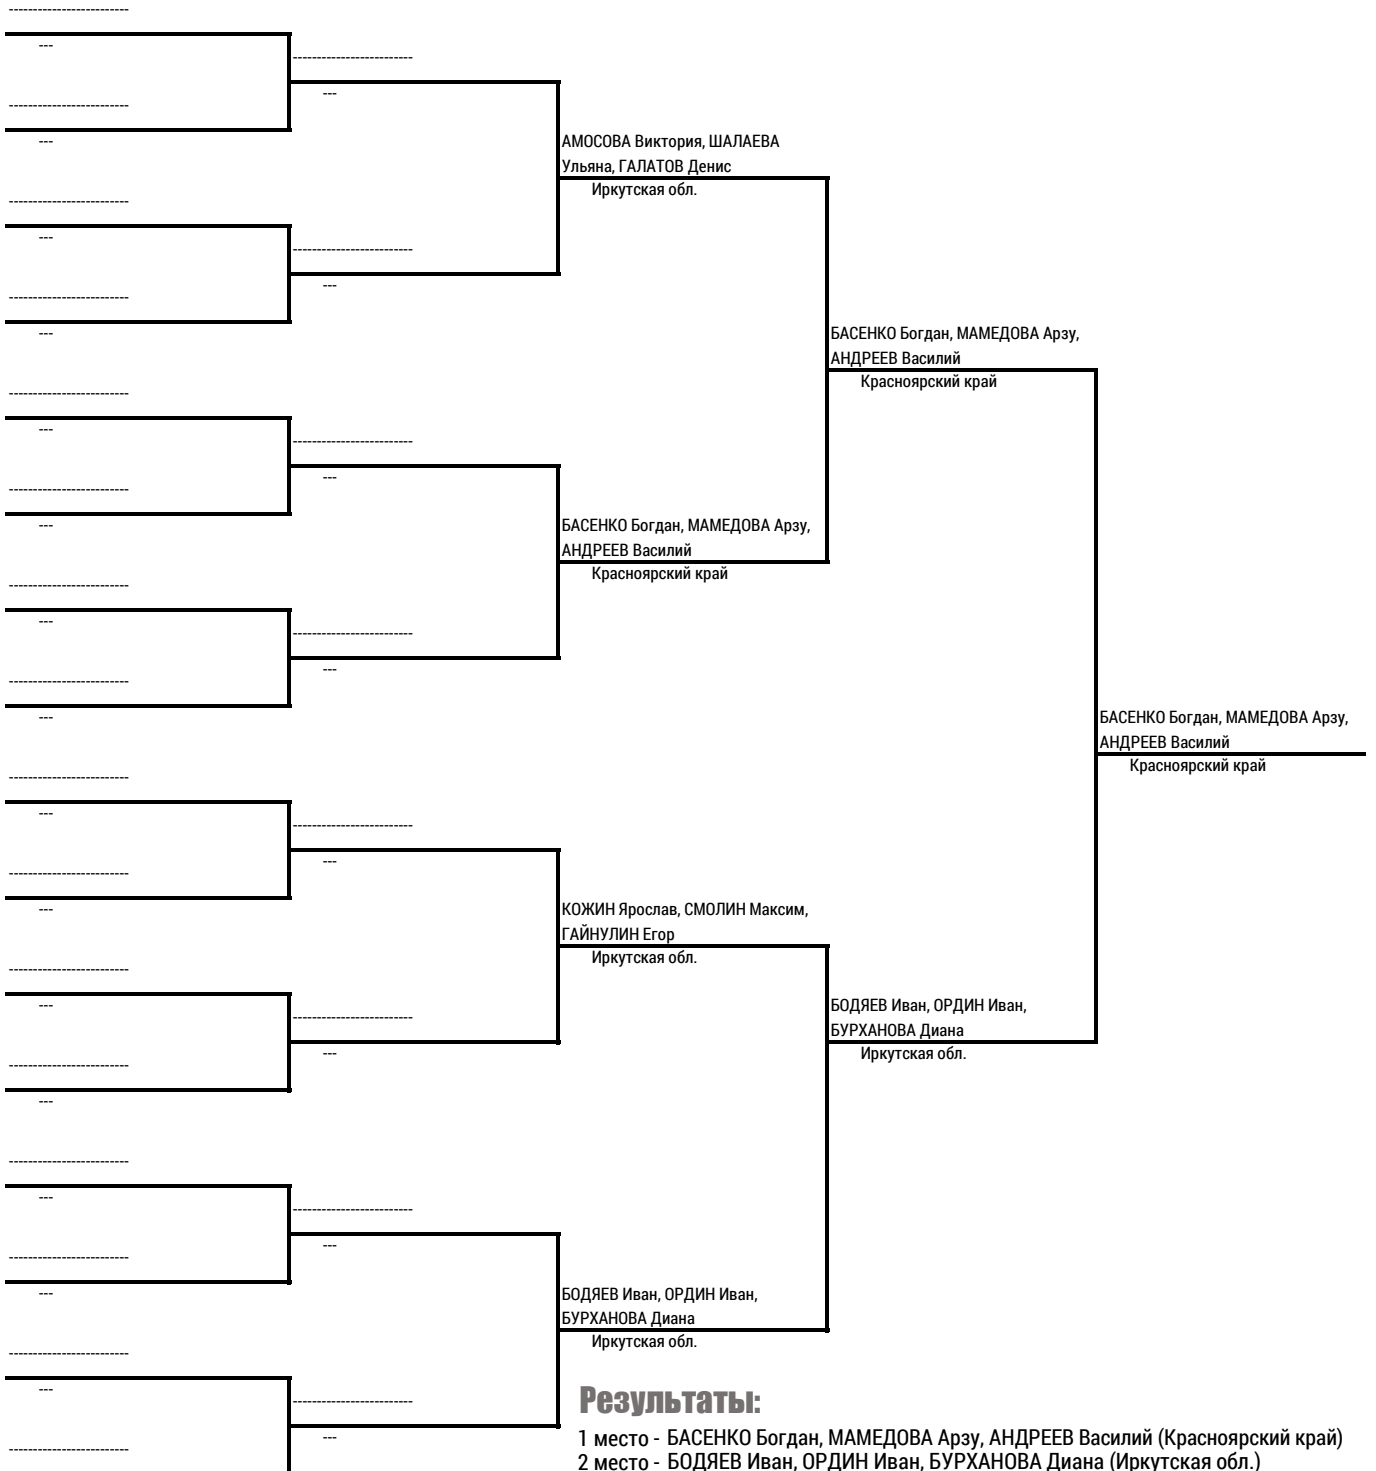 ------------------------
---
------------------------
---
------------------------
---
------------------------
---
------------------------
---
------------------------
---
------------------------
---
------------------------
---
------------------------
---
------------------------
---
------------------------
---
------------------------
---
------------------------
---
------------------------
---
------------------------
---
------------------------
------------------------
---
------------------------
---
------------------------
---
------------------------
---
------------------------
---
------------------------
---
------------------------
---
------------------------
---
АМОСОВА Виктория, ШАЛАЕВА
Ульяна, ГАЛАТОВ Денис
Иркутская обл.
БАСЕНКО Богдан, МАМЕДОВА Арзу,
АНДРЕЕВ Василий
Красноярский край
КОЖИН Ярослав, СМОЛИН Максим,
ГАЙНУЛИН Егор
Иркутская обл.
БОДЯЕВ Иван, ОРДИН Иван,
БУРХАНОВА Диана
Иркутская обл.
БАСЕНКО Богдан, МАМЕДОВА Арзу,
АНДРЕЕВ Василий
Красноярский край
БОДЯЕВ Иван, ОРДИН Иван,
БУРХАНОВА Диана
Иркутская обл.
БАСЕНКО Богдан, МАМЕДОВА Арзу,
АНДРЕЕВ Василий
Красноярский край
Результаты:
1 место - БАСЕНКО Богдан, МАМЕДОВА Арзу, АНДРЕЕВ Василий (Красноярский край)
2 место - БОДЯЕВ Иван, ОРДИН Иван, БУРХАНОВА Диана (Иркутская обл.)